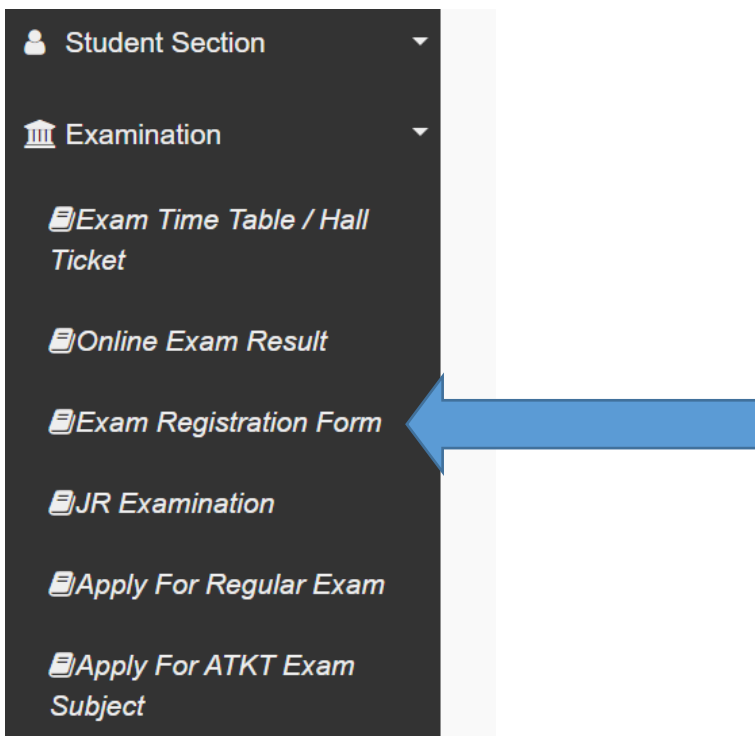 Student Section
Examination
Exam Time Table / Hall
Ticket
Online Exam Result
Exam Registration Form
JR Examination
Apply For Regular Exam
Apply For ATKT Exam
Subject